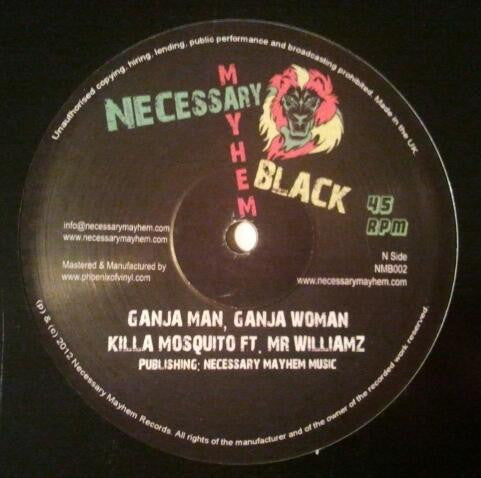 Unauthorised copying, hiring, lending, public performance and broadcasting prohibited. Made in the UK.
NECESSARY
MAYHEM
BLACK
45
RPM
info@necessarymayhem.com
www.necessarymayhem.com
Mastered & Manufactured by
www.phoenixofvinyl.com
N Side
NMB002
www.necessarymayhem.com
GANJA MAN, GANJA WOMAN
KILLA MOSQUITO FT. MR WILLIAMZ
PUBLISHING; NECESSARY MAYHEM MUSIC
(p) & (c) 2012 Necessary Mayhem Records. All rights of the manufacturer and of the owner of the recorded work reserved.